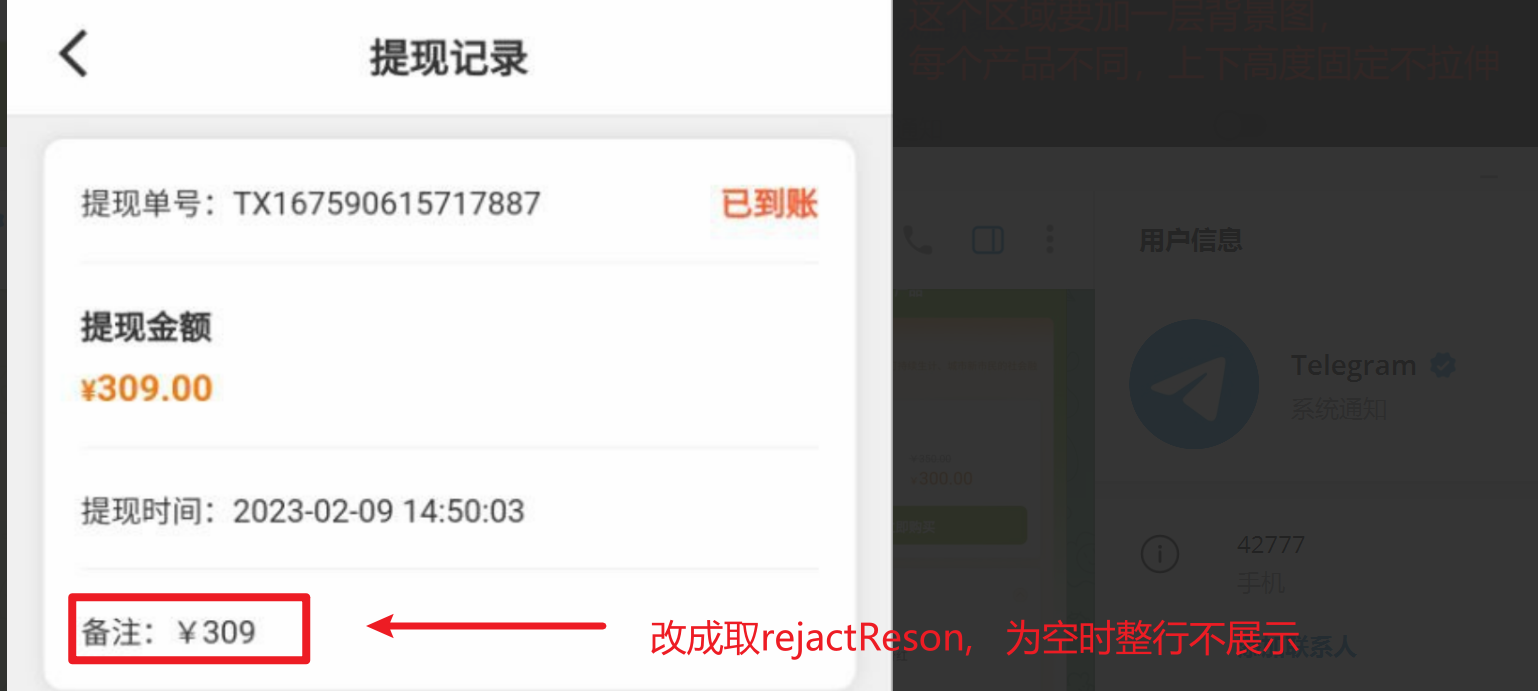 这个区域要加一层背景图,
每个产品不同，上下高度固定不拉伸
提现记录
提现单号：TX167590615717887
已到账
提现金额
¥309.00
提现时间：2023-02-09 14:50:03
备注：￥309
改成取rejactReson, 为空时整行不展示
用户信息
Telegram
系统通知
300.00
42777
手机